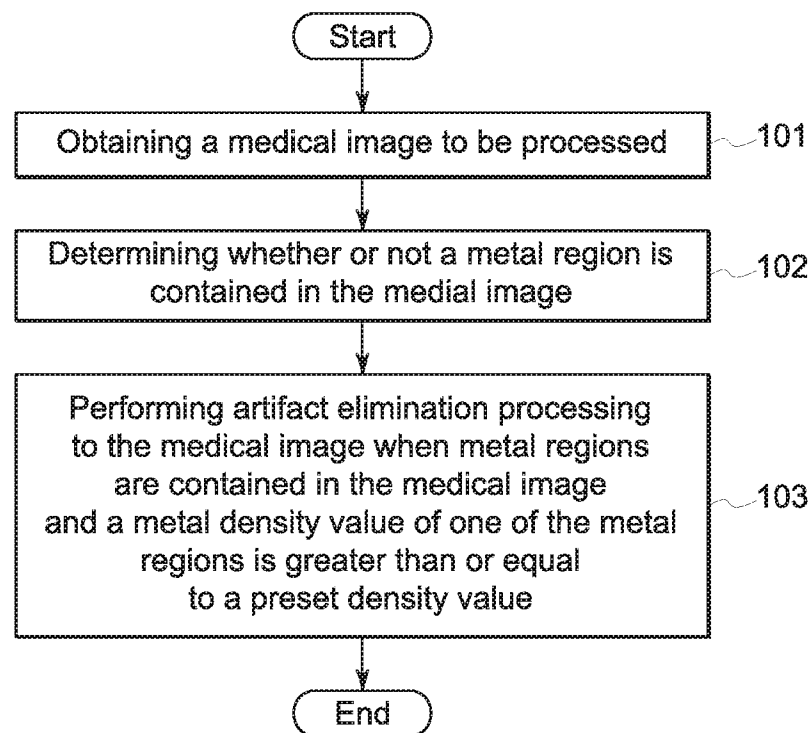 Start
Obtaining a medical image to be processed
101
Determining whether or not a metal region is
contained in the medial image
102
Performing artifact elimination processing
to the medical image when metal regions
are contained in the medical image
and a metal density value of one of the metal
regions is greater than or equal
to a preset density value
103
End